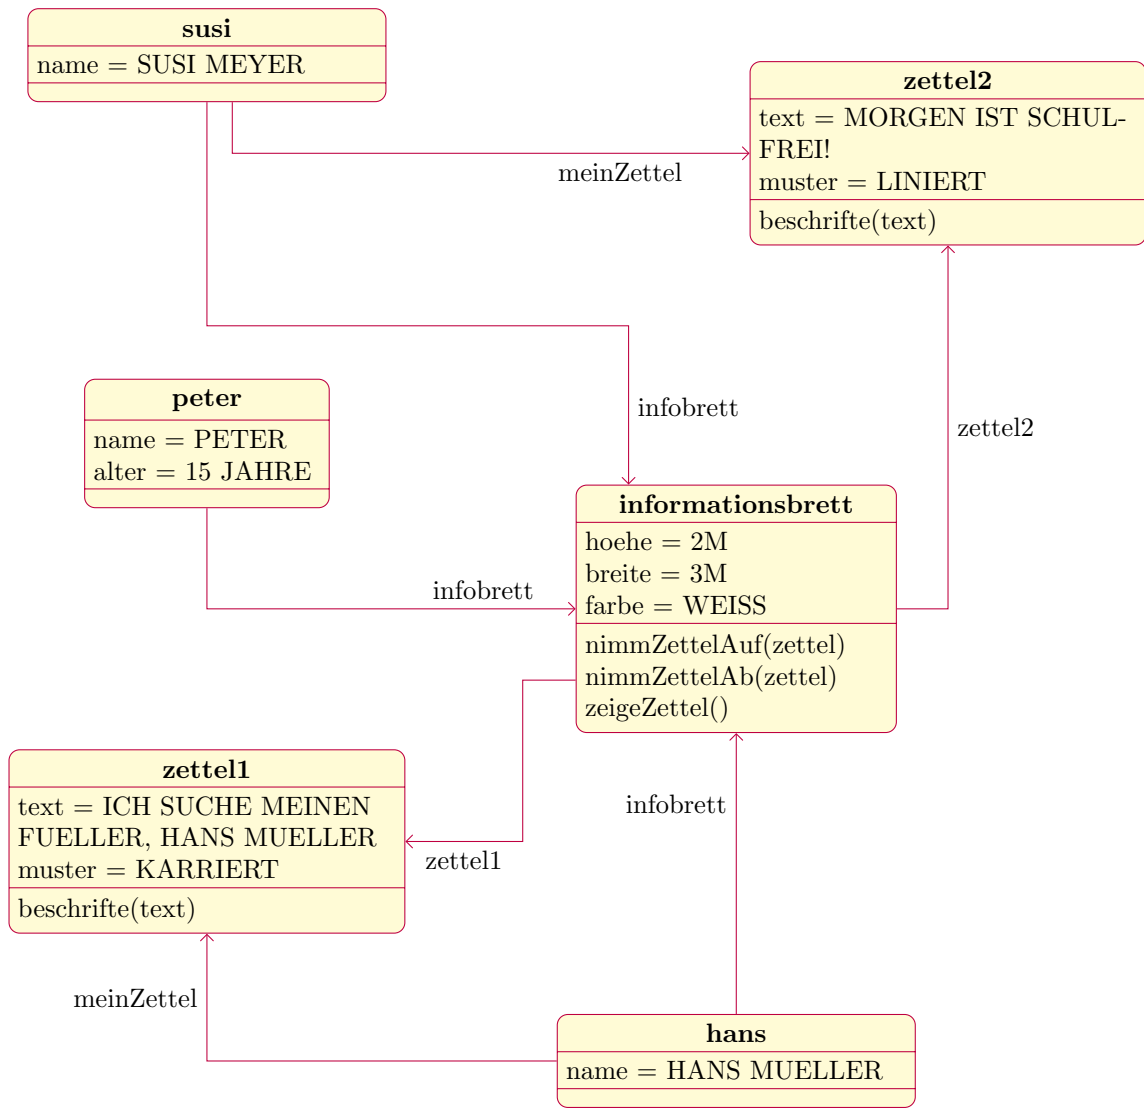 susi
name = SUSI MEYER
zettel2
text = MORGEN IST SCHUL-
FREI!
muster = LINIERT
beschrifte(text)
meinZettel
peter
name = PETER
alter = 15 JAHRE
infobrett
zettel2
informationsbrett
hoehe = 2M
breite = 3M
farbe = WEISS
nimmZettelAuf(zettel)
nimmZettelAb(zettel)
zeigeZettel()
infobrett
zettel1
text = ICH SUCHE MEINEN
FUELLER, HANS MUELLER
muster = KARRIERT
beschrifte(text)
zettel1
infobrett
meinZettel
hans
name = HANS MUELLER